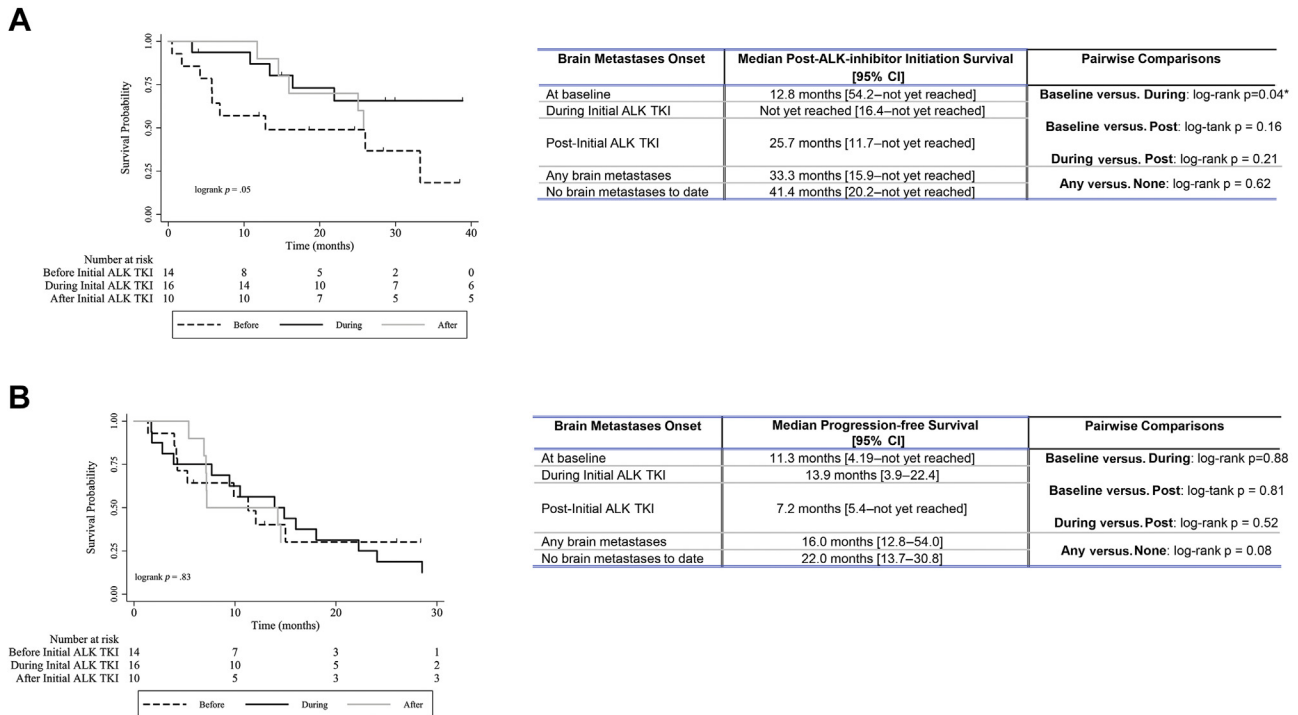 A
1.00
0.75
0.50
0.25
0.00
Survival Probability
logrank p = .05
0 10 20 30 40
Time (months)
Number at risk
Before Initial ALK TKI 14 8 5 2 0
During Initial ALK TKI 16 14 10 7 6
After Initial ALK TKI 10 10 7 5 5
Before During After
Brain Metastases Onset Median Post-ALK-inhibitor Initiation Survival Pairwise Comparisons
[95% CI]
At baseline 12.8 months [54.2–not yet reached] Baseline versus. During: log-rank p=0.04*
During Initial ALK TKI Not yet reached [16.4–not yet reached]
Baseline versus. Post: log-tank p = 0.16
Post-Initial ALK TKI 25.7 months [11.7–not yet reached]
During versus. Post: log-rank p = 0.21
Any brain metastases 33.3 months [15.9–not yet reached]
Any versus. None: log-rank p = 0.62
No brain metastases to date 41.4 months [20.2–not yet reached]
B
1.00
0.75
0.50
0.25
0.00
Survival Probability
logrank p = .83
0 10 20 30
Time (months)
Number at risk
Before Initial ALK TKI 14 7 3 1
During Inital ALK TKI 16 10 5 2
After Initial ALK TKI 10 5 3 3
Before During After
Brain Metastases Onset Median Progression-free Survival Pairwise Comparisons
[95% CI]
At baseline 11.3 months [4.19–not yet reached] Baseline versus. During: log-rank p=0.88
During Initial ALK TKI 13.9 months [3.9–22.4]
Baseline versus. Post: log-tank p = 0.81
Post-Initial ALK TKI 7.2 months [5.4–not yet reached]
During versus. Post: log-rank p = 0.52
Any brain metastases 16.0 months [12.8–54.0]
Any versus. None: log-rank p = 0.08
No brain metastases to date 22.0 months [13.7–30.8]